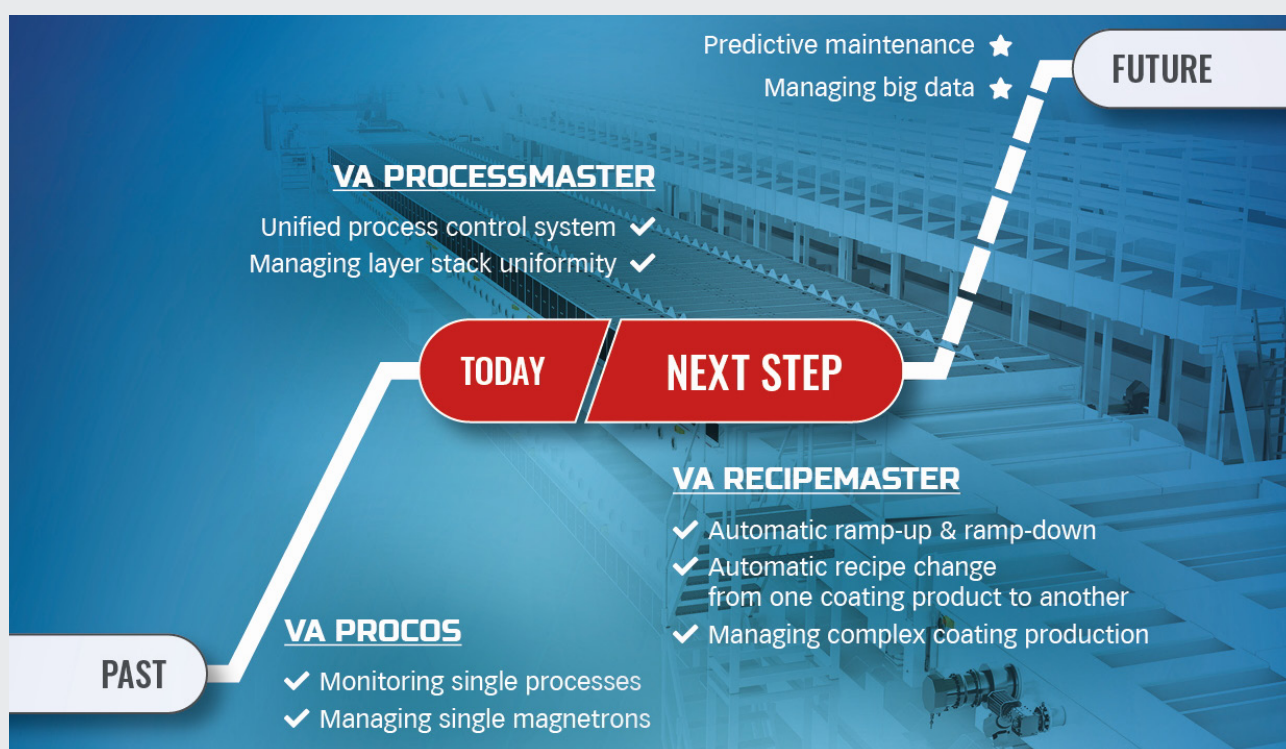 Predictive maintenance
Managing big data
FUTURE
VA PROCESSMASTER
Unified process control system
Managing layer stack uniformity
TODAY
NEXT STEP
VA RECIPEMASTER
Automatic ramp-up & ramp-down
Automatic recipe change
from one coating product to another
Managing complex coating production
VA PROCOS
Monitoring single processes
Managing single magnetrons
PAST